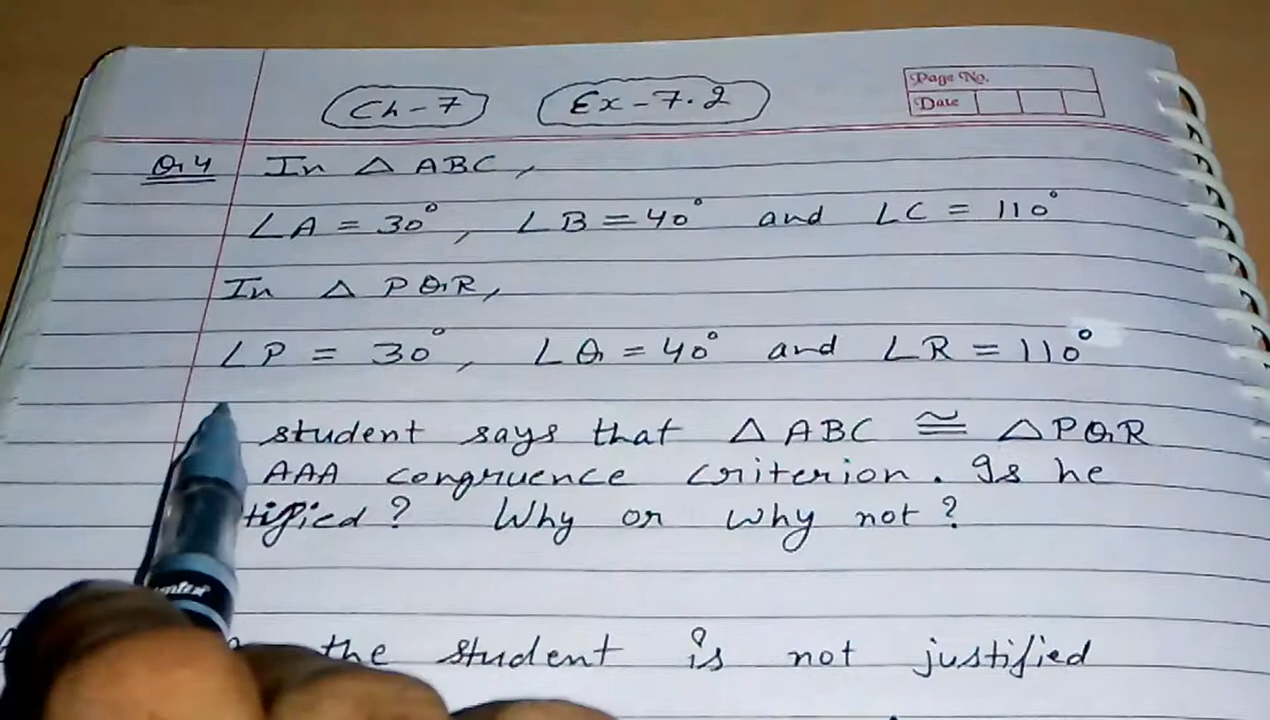 Page No.
Date
Ch-7 Ex-7.2
Q4 In △ ABC,
∠A = 30°, ∠B = 40° and ∠C = 110°
In △ PQR,
∠P = 30°, ∠Q = 40° and ∠R = 110°
student says that △ABC ≅ △PQR
AAA congruence criterion. Is he
tified? Why or why not?
the student is not justified